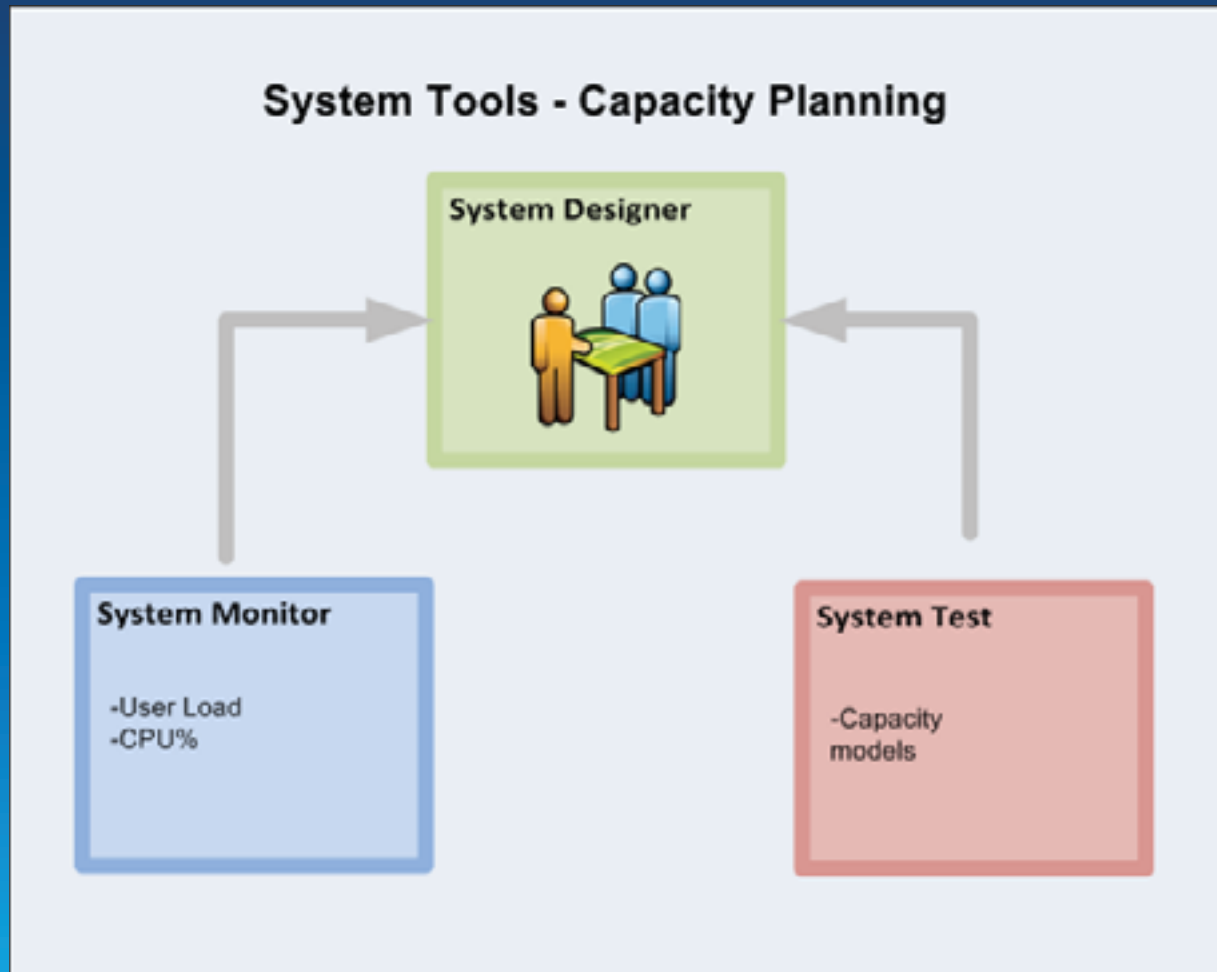 System Tools - Capacity Planning
System Designer
System Monitor
-User Load
-CPU%
System Test
-Capacity
models